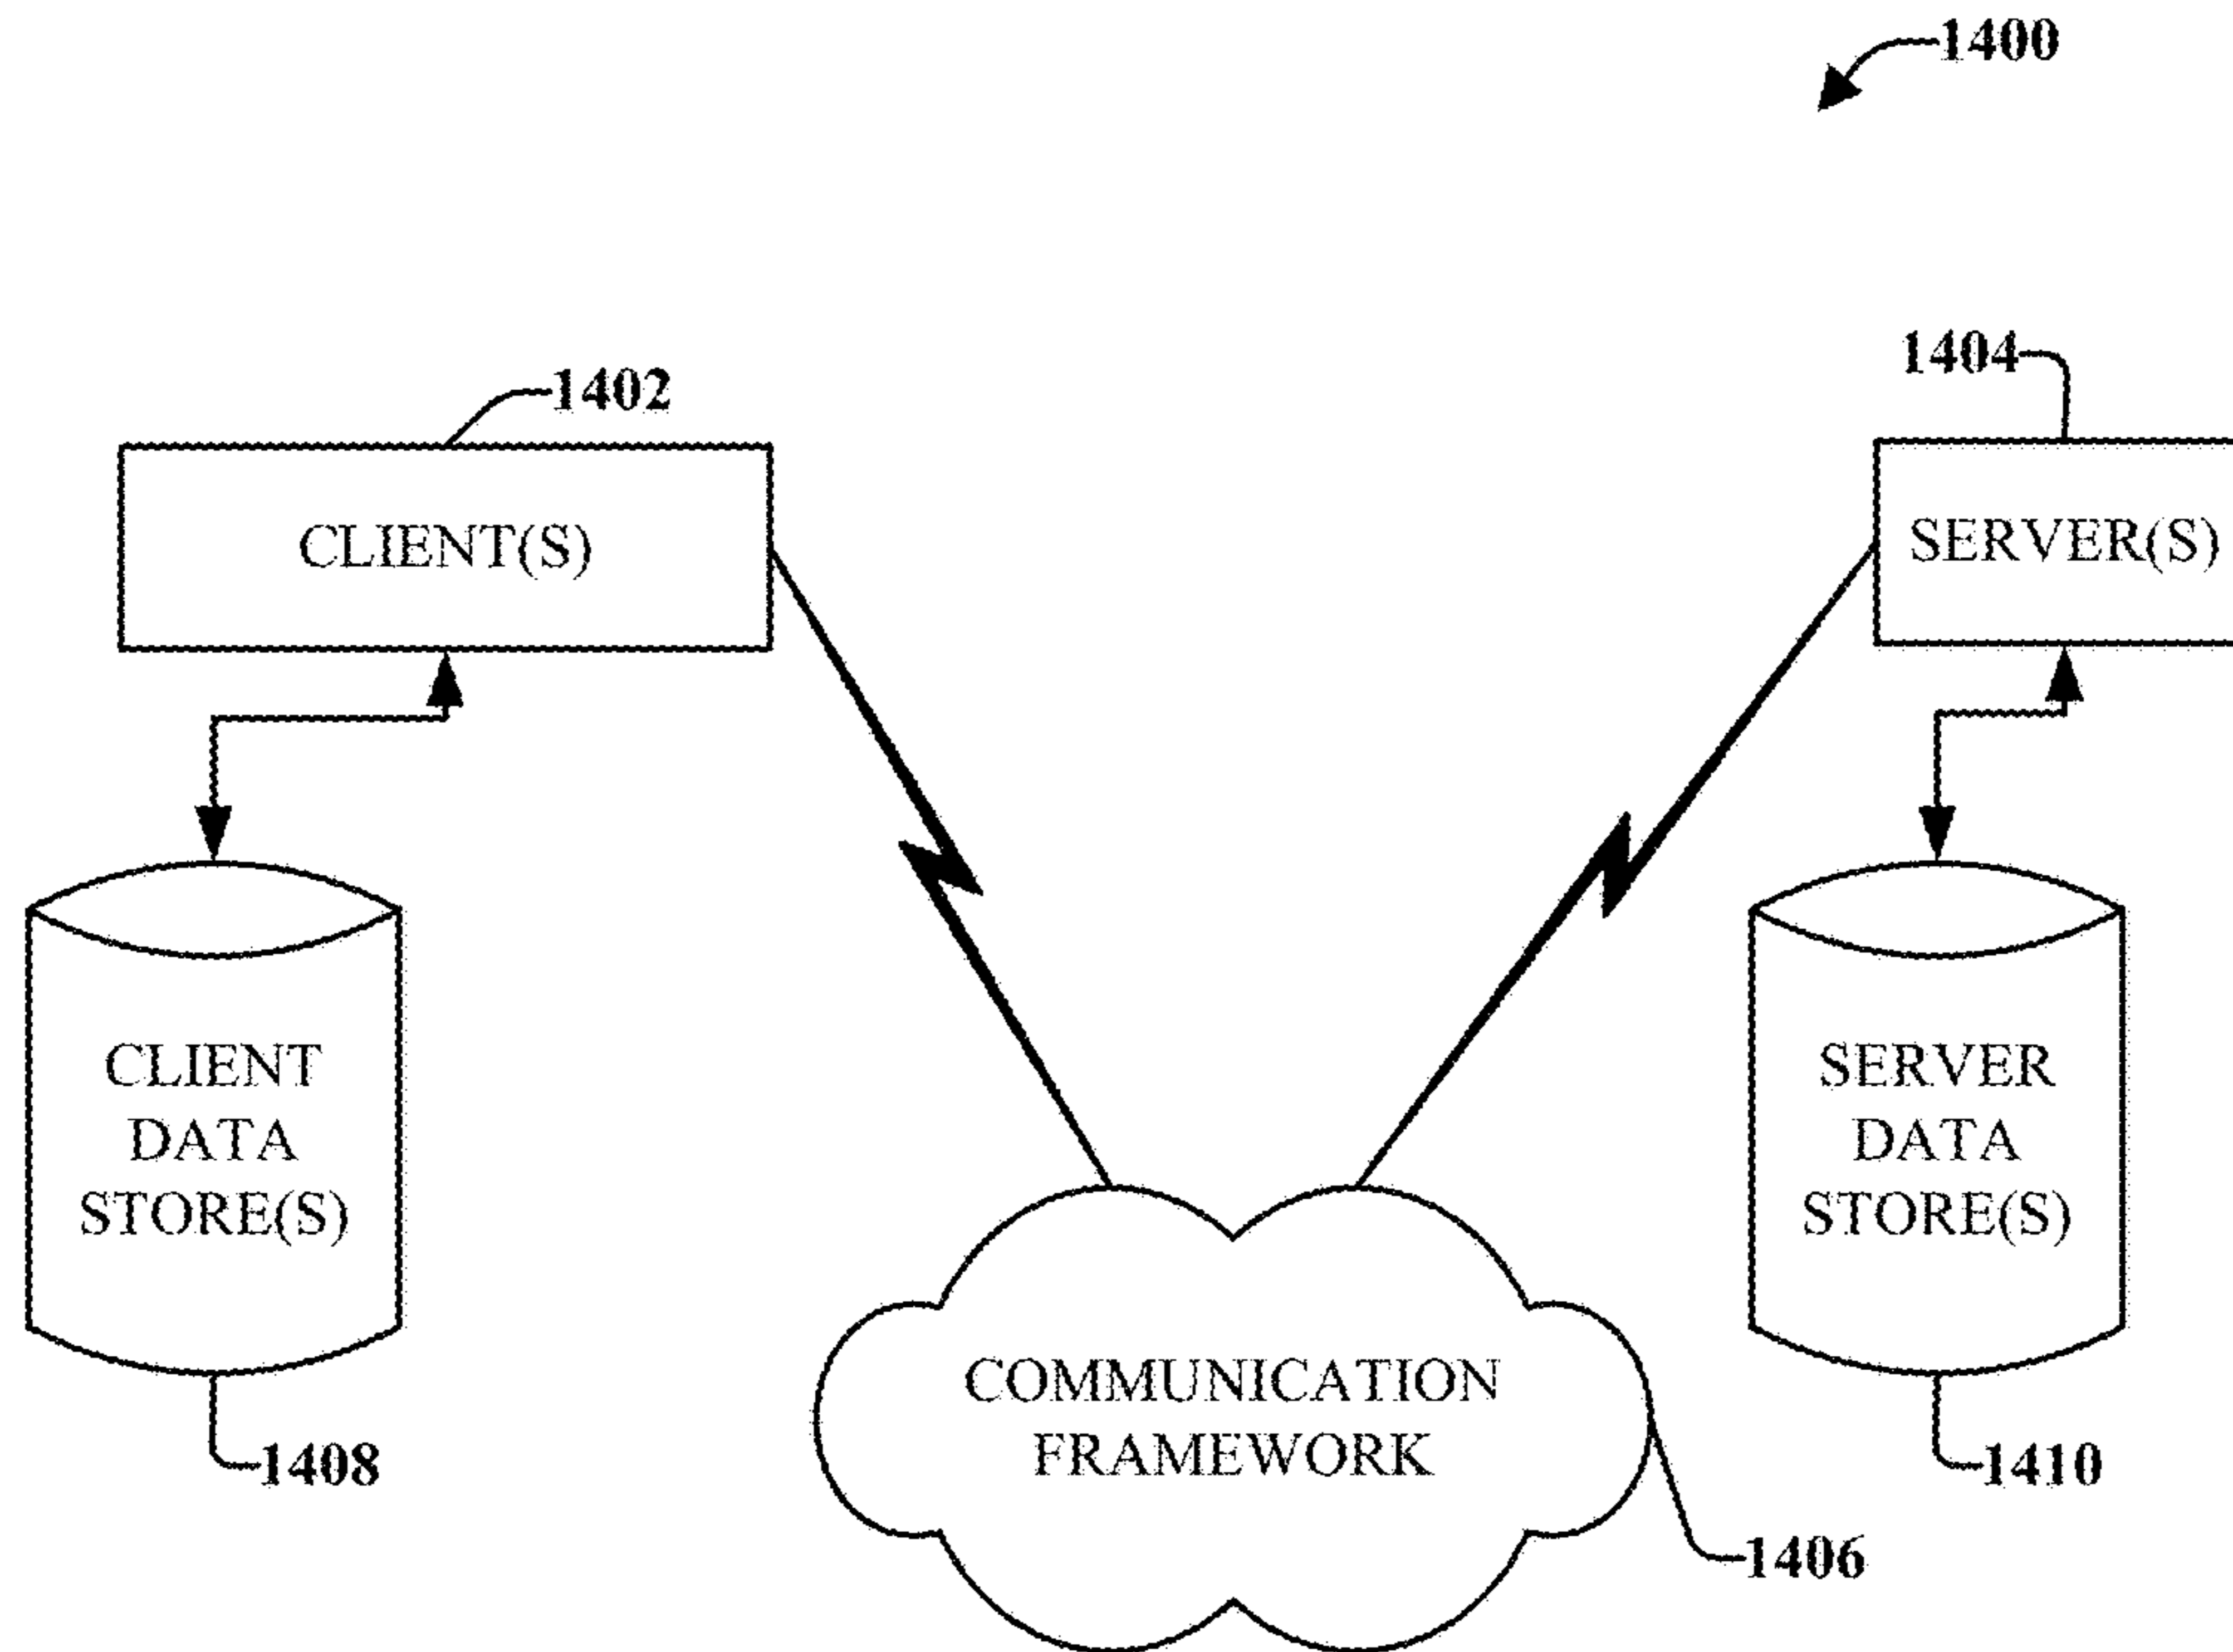 1400
1402
1404
CLIENT(S)
SERVER(S)
CLIENT
DATA
STORE(S)
SERVER
DATA
STORE(S)
COMMUNICATION
FRAMEWORK
1408
1410
1406